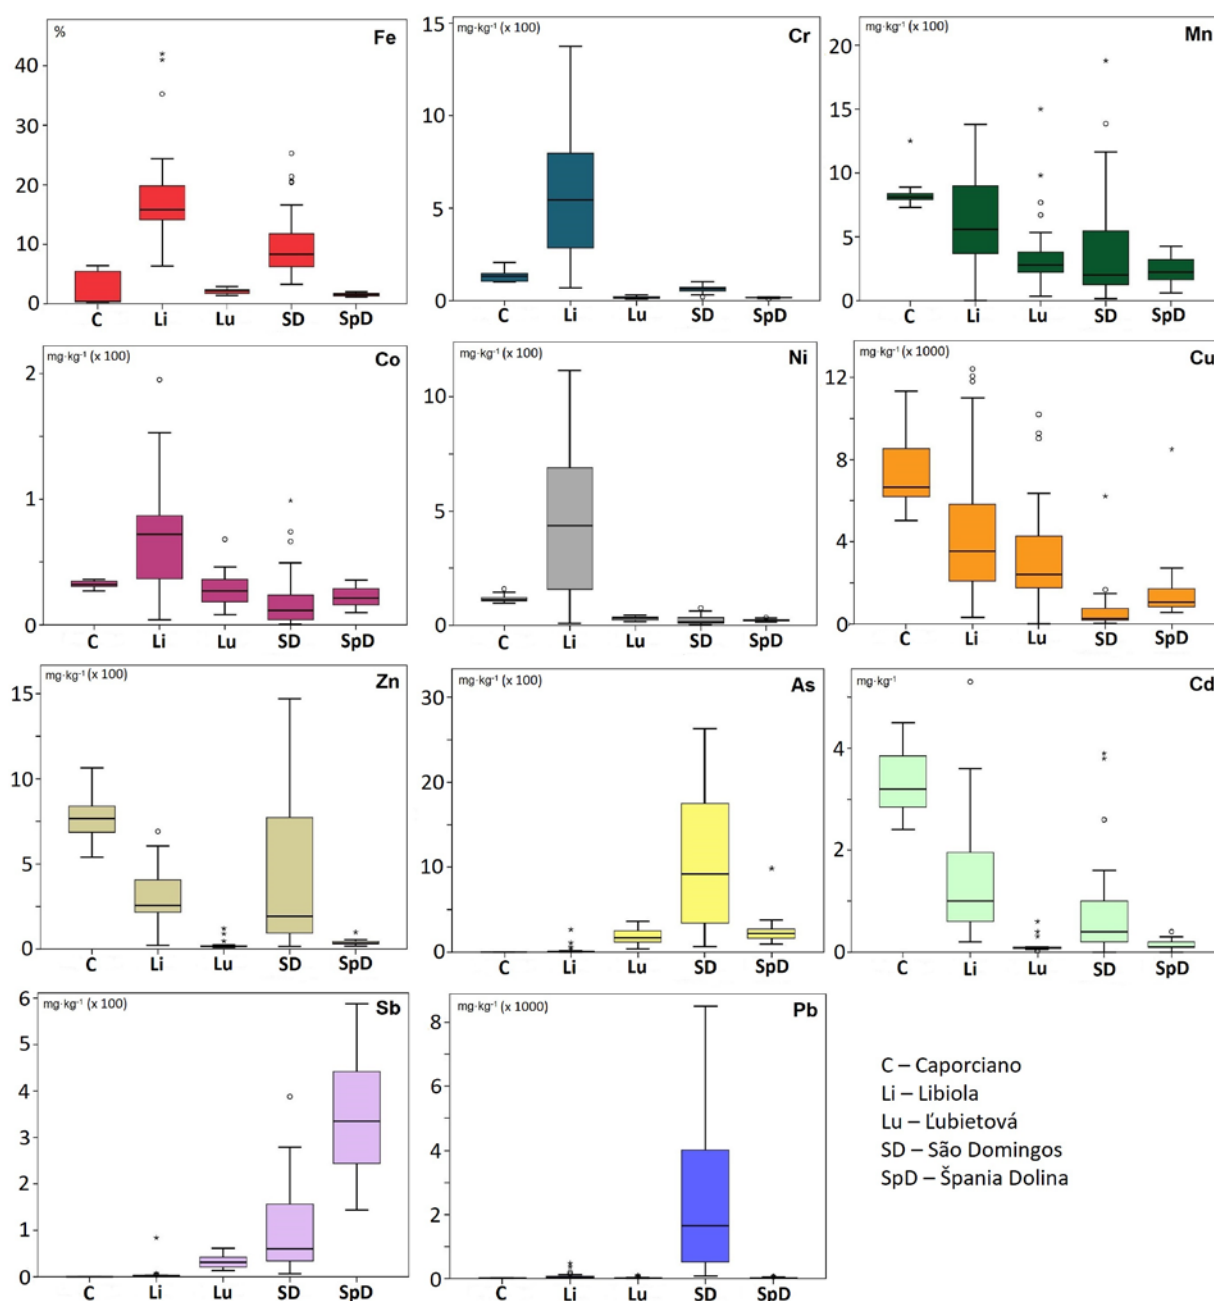 % Fe
40
30
20
10
0
C Li Lu SD SpD
mg·kg⁻¹ (x 100) Cr
15
10
5
0
C Li Lu SD SpD
mg·kg⁻¹ (x 100) Mn
20
15
10
5
0
C Li Lu SD SpD
mg·kg⁻¹ (x 100) Co
2
1
0
C Li Lu SD SpD
mg·kg⁻¹ (x 100) Ni
10
5
0
C Li Lu SD SpD
mg·kg⁻¹ (x 1000) Cu
12
8
4
0
C Li Lu SD SpD
mg·kg⁻¹ (x 100) Zn
15
10
5
0
C Li Lu SD SpD
mg·kg⁻¹ (x 100) As
30
20
10
0
C Li Lu SD SpD
mg·kg⁻¹ Cd
4
2
0
C Li Lu SD SpD
mg·kg⁻¹ (x 100) Sb
6
5
4
3
2
1
0
C Li Lu SD SpD
mg·kg⁻¹ (x 1000) Pb
8
6
4
2
0
C Li Lu SD SpD
C – Caporciano
Li – Libiola
Lu – Ľubietová
SD – São Domingos
SpD – Špania Dolina